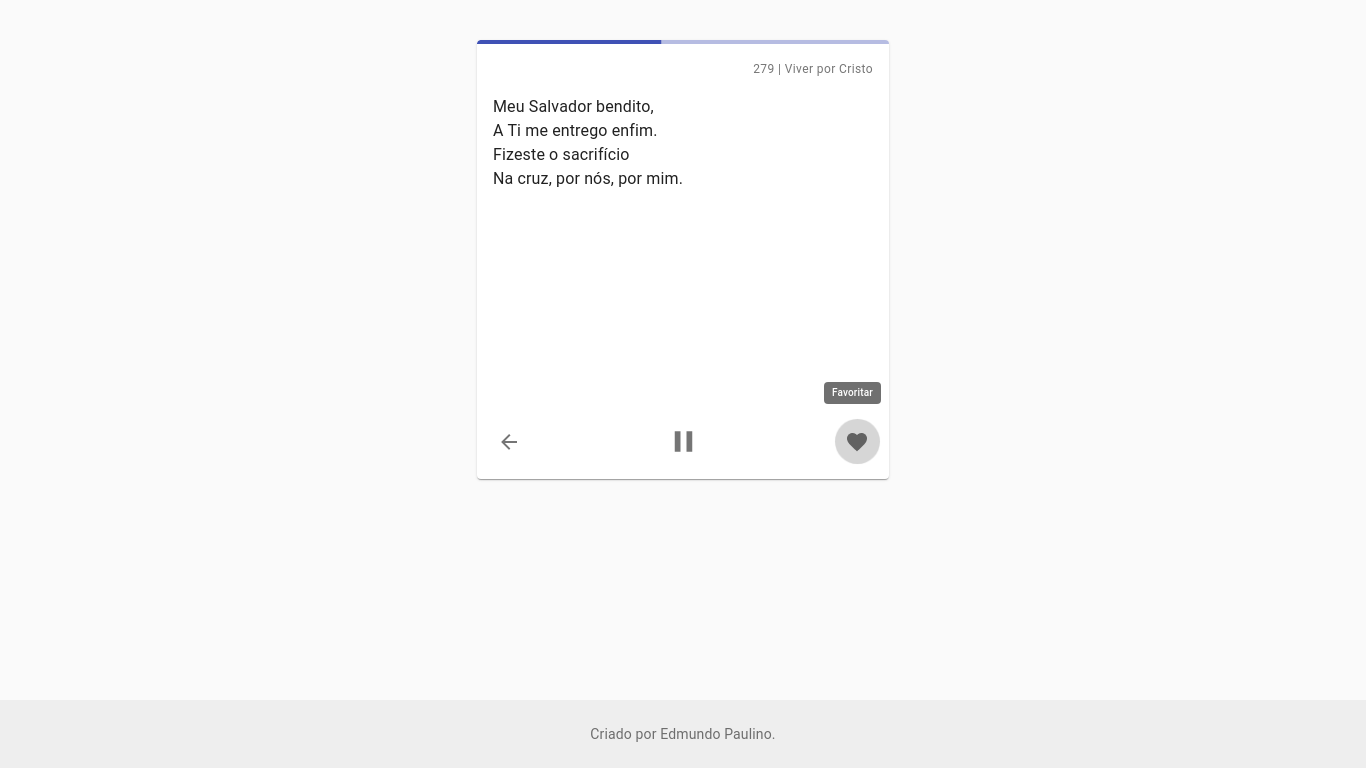 279 | Viver por Cristo
Meu Salvador bendito,
A Ti me entrego enfim.
Fizeste o sacrifício
Na cruz, por nós, por mim.
Favoritar
Criado por Edmundo Paulino.